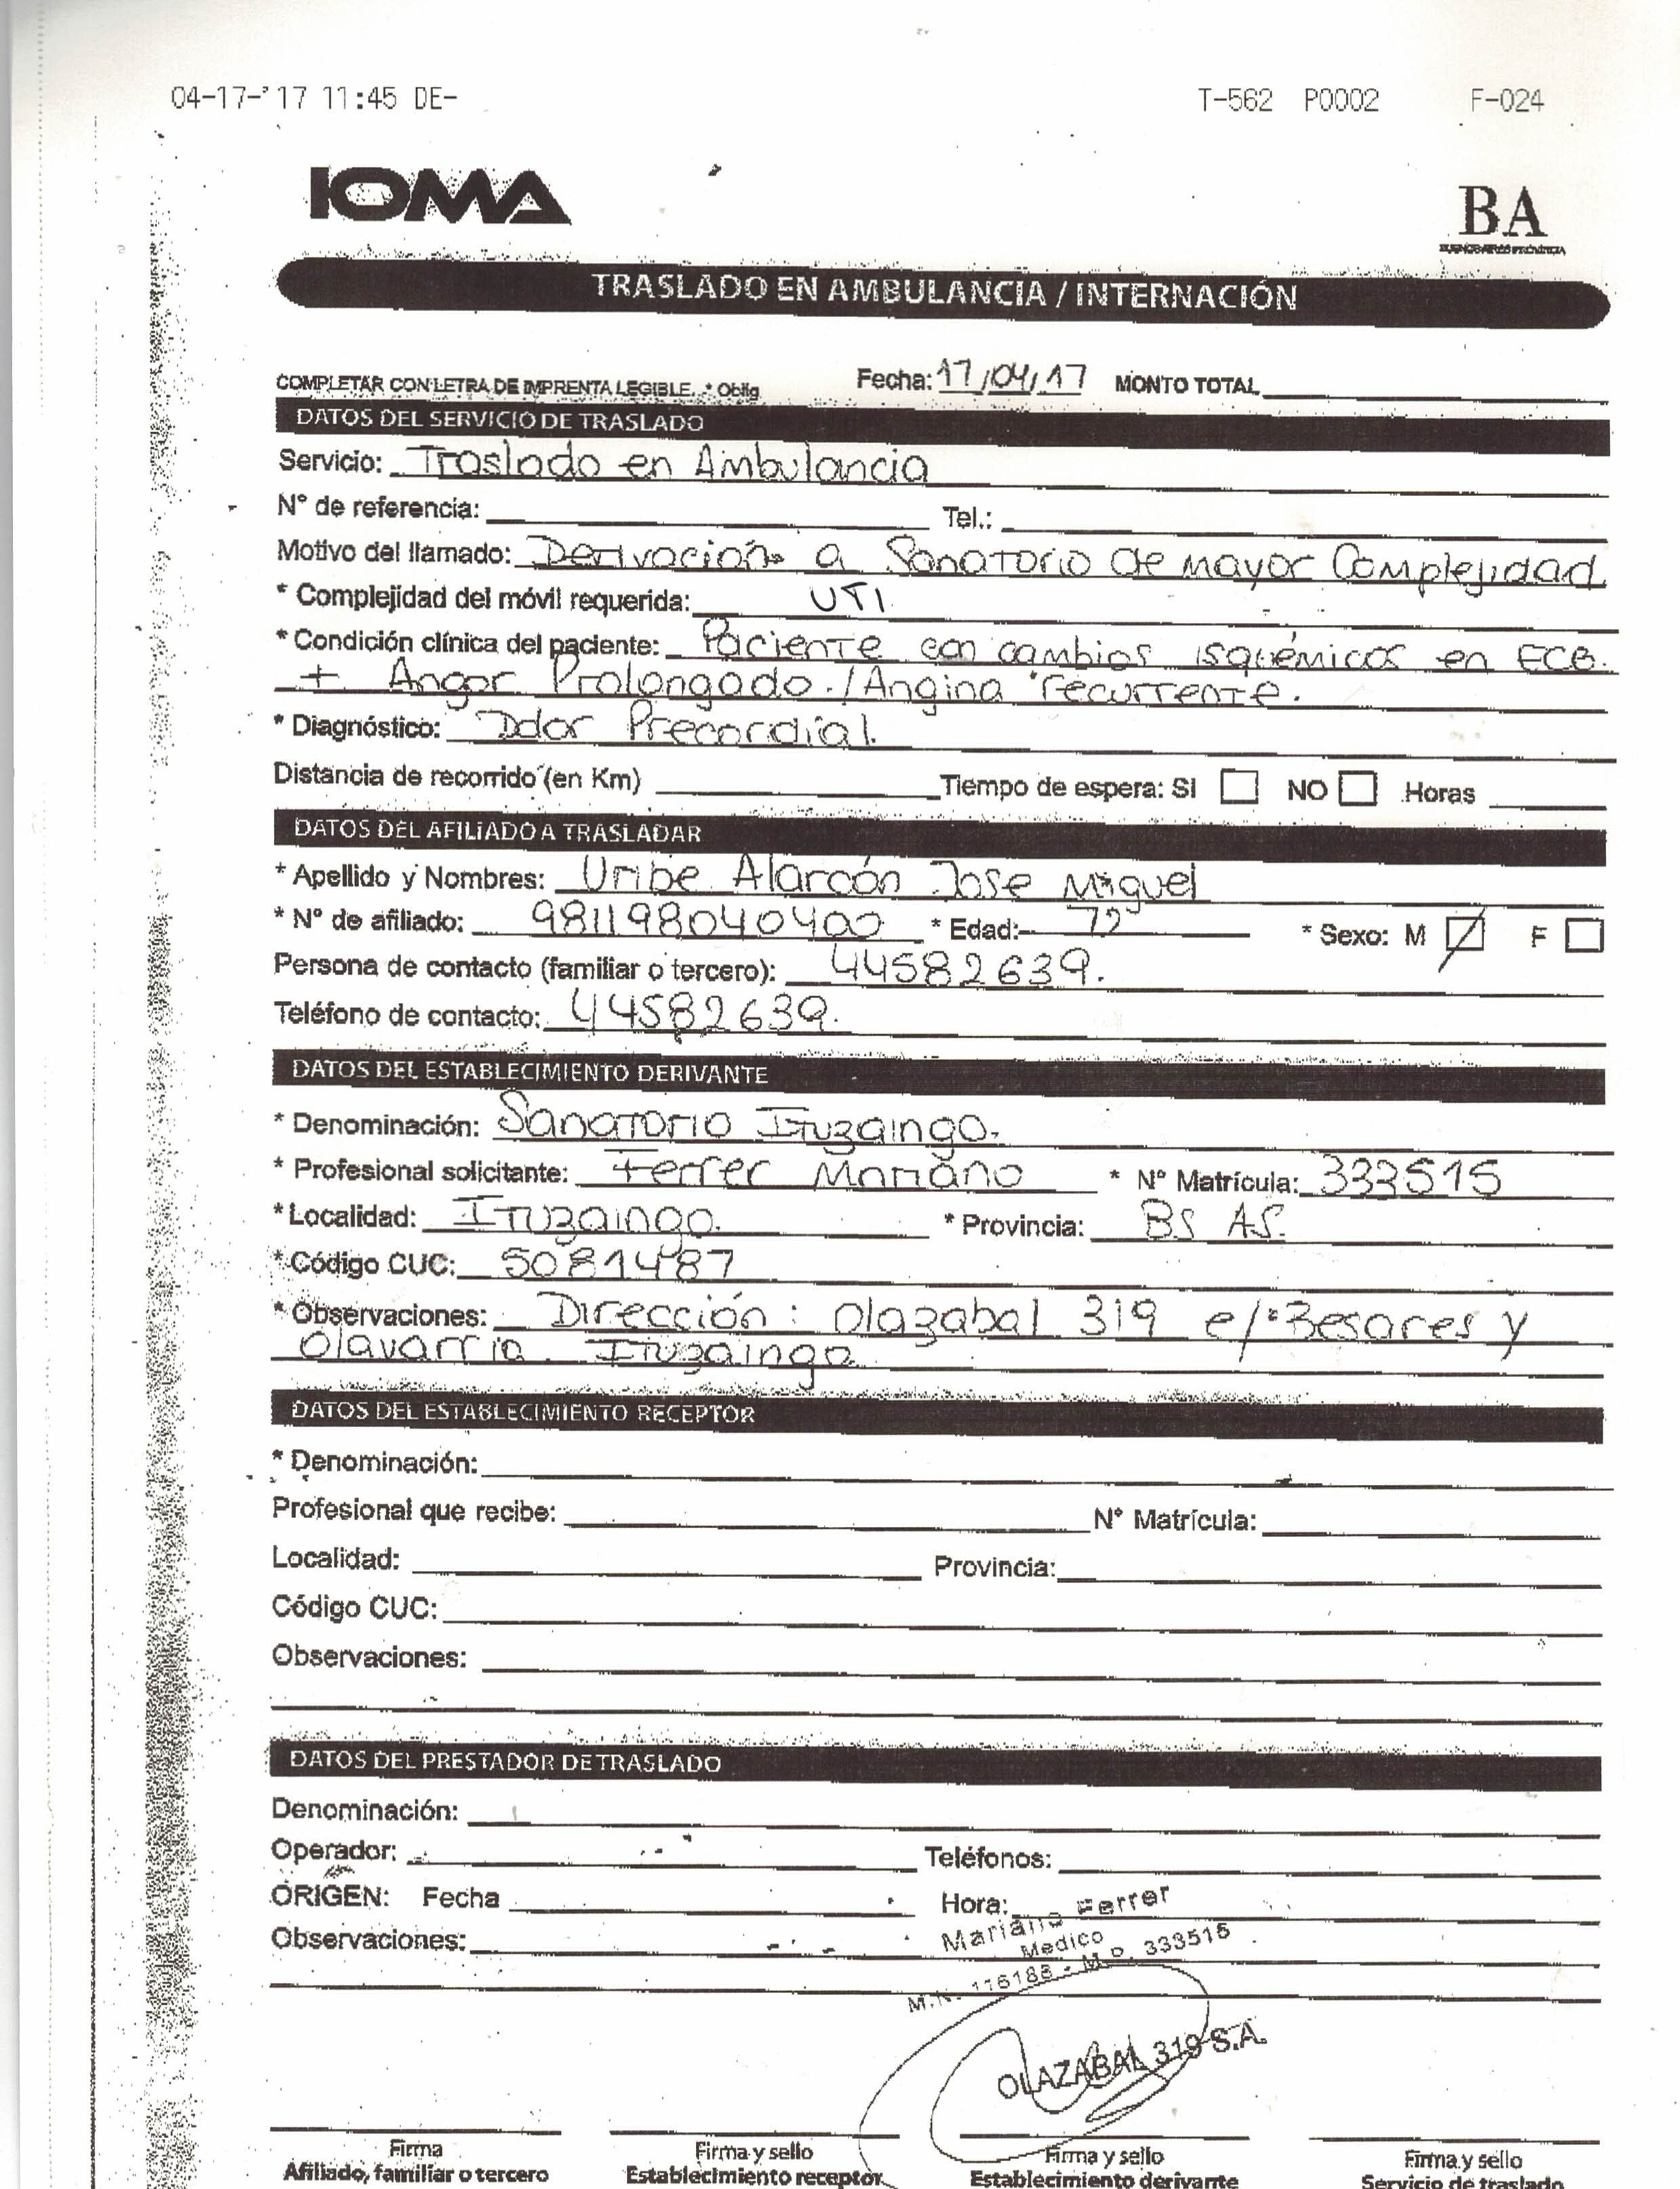 04-17-'17 11:45 DE- T-562 P0002 F-024
IOMA
BA
BUENOS AIRES PROVINCIA
TRASLADO EN AMBULANCIA / INTERNACIÓN
COMPLETAR CON LETRA DE IMPRENTA LEGIBLE. * Oblig Fecha: 17/04/17 MONTO TOTAL
DATOS DEL SERVICIO DE TRASLADO
Servicio: Traslado en Ambulancia
N° de referencia: Tel.:
Motivo del llamado: Derivación a Sanatorio de mayor Complejidad
* Complejidad del móvil requerida: UTI
* Condición clínica del paciente: Paciente con cambios isquémicos en ECG.
+ Angor Prolongado. / Angina recurrente.
* Diagnóstico: Dolor Precordial.
Distancia de recorrido (en Km) Tiempo de espera: SI NO Horas
DATOS DEL AFILIADO A TRASLADAR
* Apellido y Nombres: Uribe Alarcón Jose Miguel
* N° de afiliado: 981198040400 * Edad: * Sexo: M F
Persona de contacto (familiar o tercero): 44582639.
Teléfono de contacto: 44582639.
DATOS DEL ESTABLECIMIENTO DERIVANTE
* Denominación: Sanatorio Ituzaingo.
* Profesional solicitante: Ferrer Mariano * N° Matrícula: 333515
* Localidad: Ituzaingo. * Provincia: BS AS.
* Código CUC: 5081487
* Observaciones: Dirección: Olazabal 319 e/ Besares y
Olavarria Ituzaingo
DATOS DEL ESTABLECIMIENTO RECEPTOR
* Denominación:
Profesional que recibe: N° Matrícula:
Localidad: Provincia:
Código CUC:
Observaciones:
DATOS DEL PRESTADOR DE TRASLADO
Denominación:
Operador: Teléfonos:
ORIGEN: Fecha Hora:
Observaciones:
Mariano Ferrer
Medico
M.N. 116188 - M.P. 333515
OLAZABAL 319 S.A.
Firma
Afiliado, familiar o tercero
Firma y sello
Establecimiento receptor
Firma y sello
Establecimiento derivante
Firma y sello
Servicio de traslado